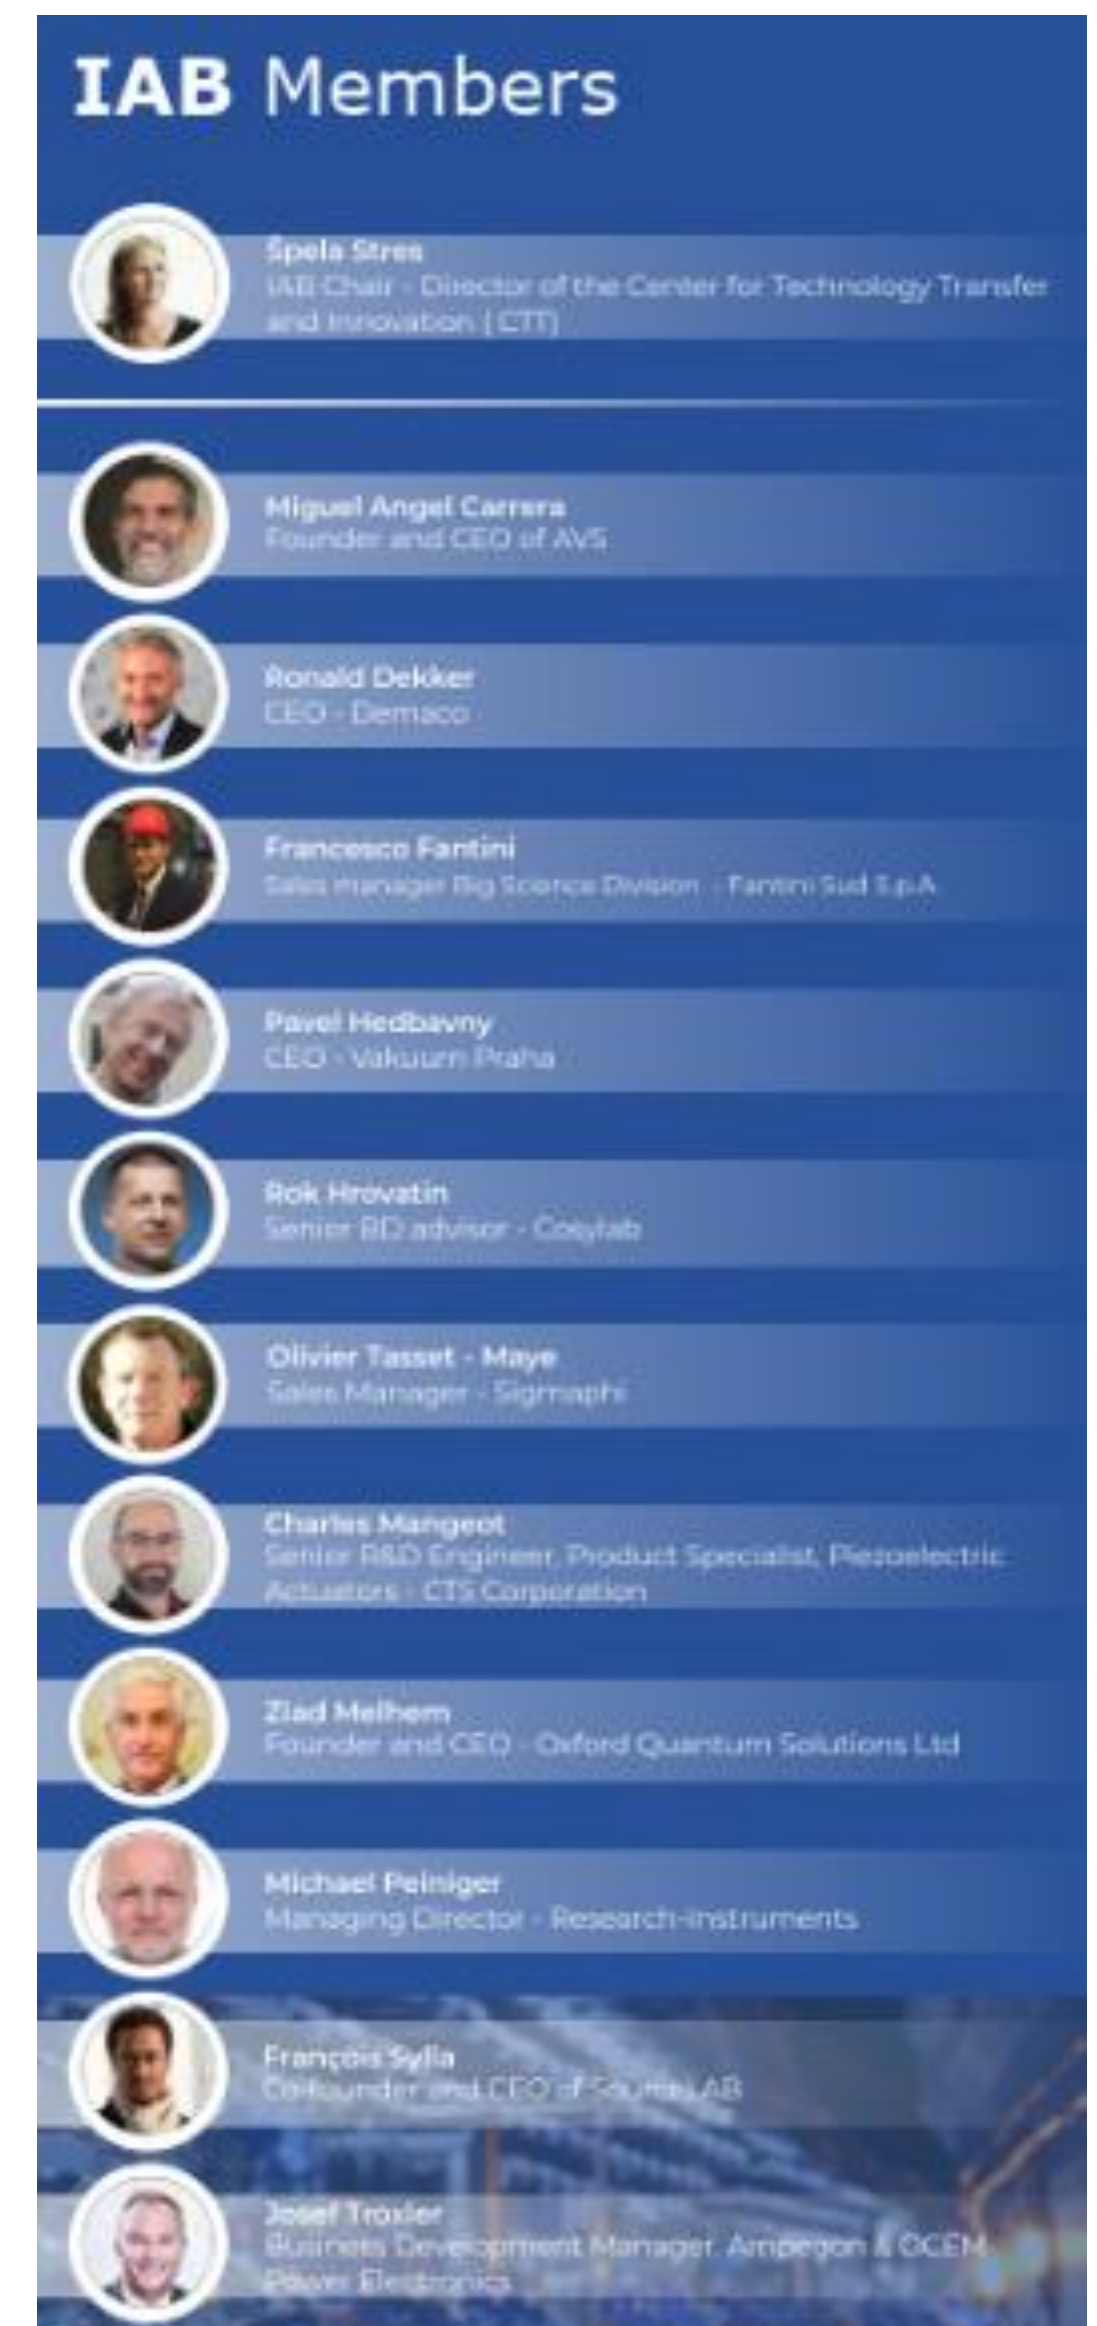 IAB Members
Špela Stres
IAB Chair - Director of the Center for Technology Transfer
and Innovation ( CTT)
Miguel Angel Carrera
Founder and CEO of AVS
Ronald Dekker
CEO - Demaco
Francesco Fantini
Sales manager Big Science Division - Fantini Sud S.p.A.
Pavel Hedbavny
CEO - Vakuum Praha
Rok Hrovatin
Senior BD advisor - Cosylab
Olivier Tasset - Maye
Sales Manager - Sigmaphi
Charles Mangeot
Senior R&D Engineer, Product Specialist, Piezoelectric
Actuators - CTS Corporation
Ziad Melhem
Founder and CEO - Oxford Quantum Solutions Ltd
Michael Peiniger
Managing Director - Research-Instruments
François Sylla
Co-founder and CEO of SourceLAB
Josef Troxler
Business Development Manager, Ampegon & OCEM
Power Electronics